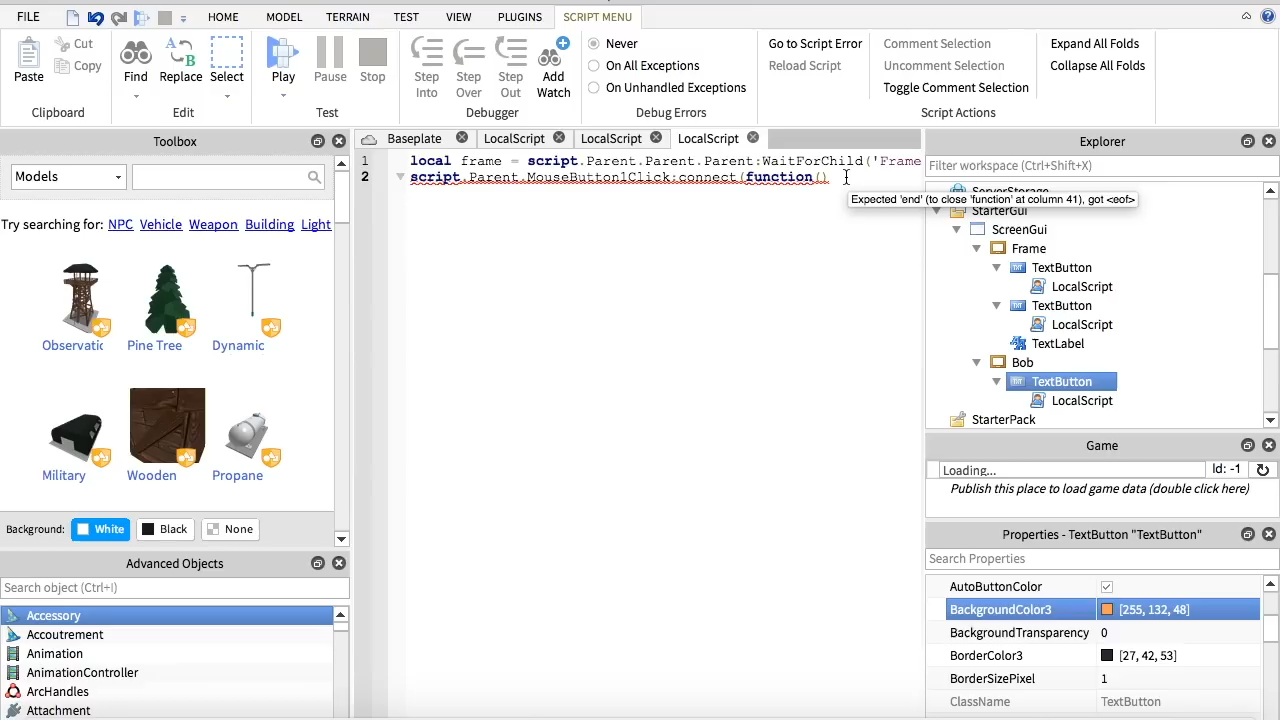 FILE HOME MODEL TERRAIN TEST VIEW PLUGINS SCRIPT MENU
Paste
Cut
Copy
Clipboard
Find
Replace
Select
Edit
Play
Pause
Stop
Test
Step Into
Step Over
Step Out
Add Watch
Debugger
Never
On All Exceptions
On Unhandled Exceptions
Debug Errors
Go to Script Error
Reload Script
Comment Selection
Uncomment Selection
Toggle Comment Selection
Expand All Folds
Collapse All Folds
Script Actions
Toolbox
Models
Try searching for: NPC Vehicle Weapon Building Light
Observatic
Pine Tree
Dynamic
Military
Wooden
Propane
Background: White Black None
Advanced Objects
Search object (Ctrl+I)
Accessory
Accoutrement
Animation
AnimationController
ArcHandles
Attachment
Baseplate LocalScript LocalScript LocalScript
1 local frame = script.Parent.Parent.Parent:WaitForChild('Frame
2 script.Parent.MouseButton1Click:connect(function()
Expected 'end' (to close 'function' at column 41), got <eof>
Explorer
Filter workspace (Ctrl+Shift+X)
ServerStorage
StarterGui
ScreenGui
Frame
TextButton
LocalScript
TextButton
LocalScript
TextLabel
Bob
TextButton
LocalScript
StarterPack
Game
Loading... Id: -1
Publish this place to load game data (double click here)
Properties - TextButton "TextButton"
Search Properties
AutoButtonColor
BackgroundColor3 [255, 132, 48]
BackgroundTransparency 0
BorderColor3 [27, 42, 53]
BorderSizePixel 1
ClassName TextButton